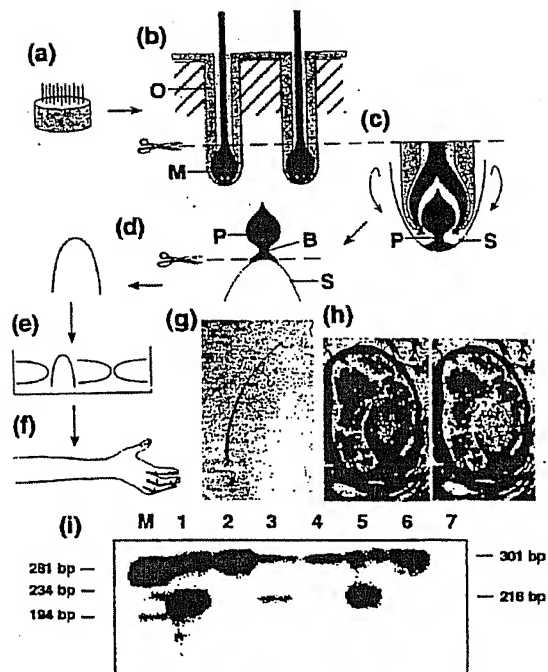 (a)
(b)
O
M
(c)
P S
(d)
P B
S
(e)
(f)
(g)
(h)
(i)
M 1 2 3 4 5 6 7
281 bp
234 bp
194 bp
301 bp
216 bp